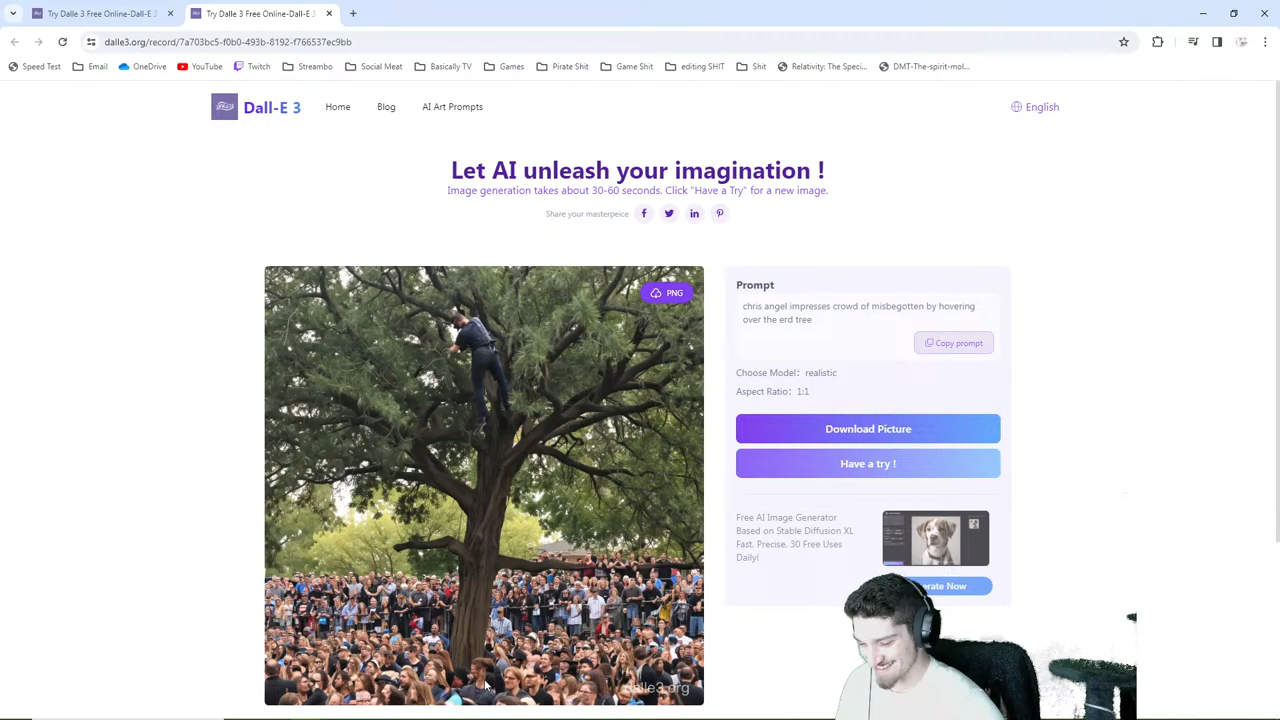 Try Dalle 3 Free Online-Dall-E 3
Try Dalle 3 Free Online-Dall-E 3
dalle3.org/record/7a703bc5-f0b0-493b-8192-f766537ec9bb
Speed Test
Email
OneDrive
YouTube
Twitch
Streambo
Social Meat
Basically TV
Games
Pirate Shit
Game Shit
editing SHIT
Shit
Relativity: The Speci...
DMT-The-spirit-mol...
Dall-E 3
Home
Blog
AI Art Prompts
English
Let AI unleash your imagination !
Image generation takes about 30-60 seconds. Click "Have a Try" for a new image.
Share your masterpeice
PNG
dalle3.org
Prompt
chris angel impresses crowd of misbegotten by hovering
over the erd tree
Copy prompt
Choose Model: realistic
Aspect Ratio: 1:1
Download Picture
Have a try !
Free AI Image Generator
Based on Stable Diffusion XL
Fast, Precise, 30 Free Uses
Daily!
Now